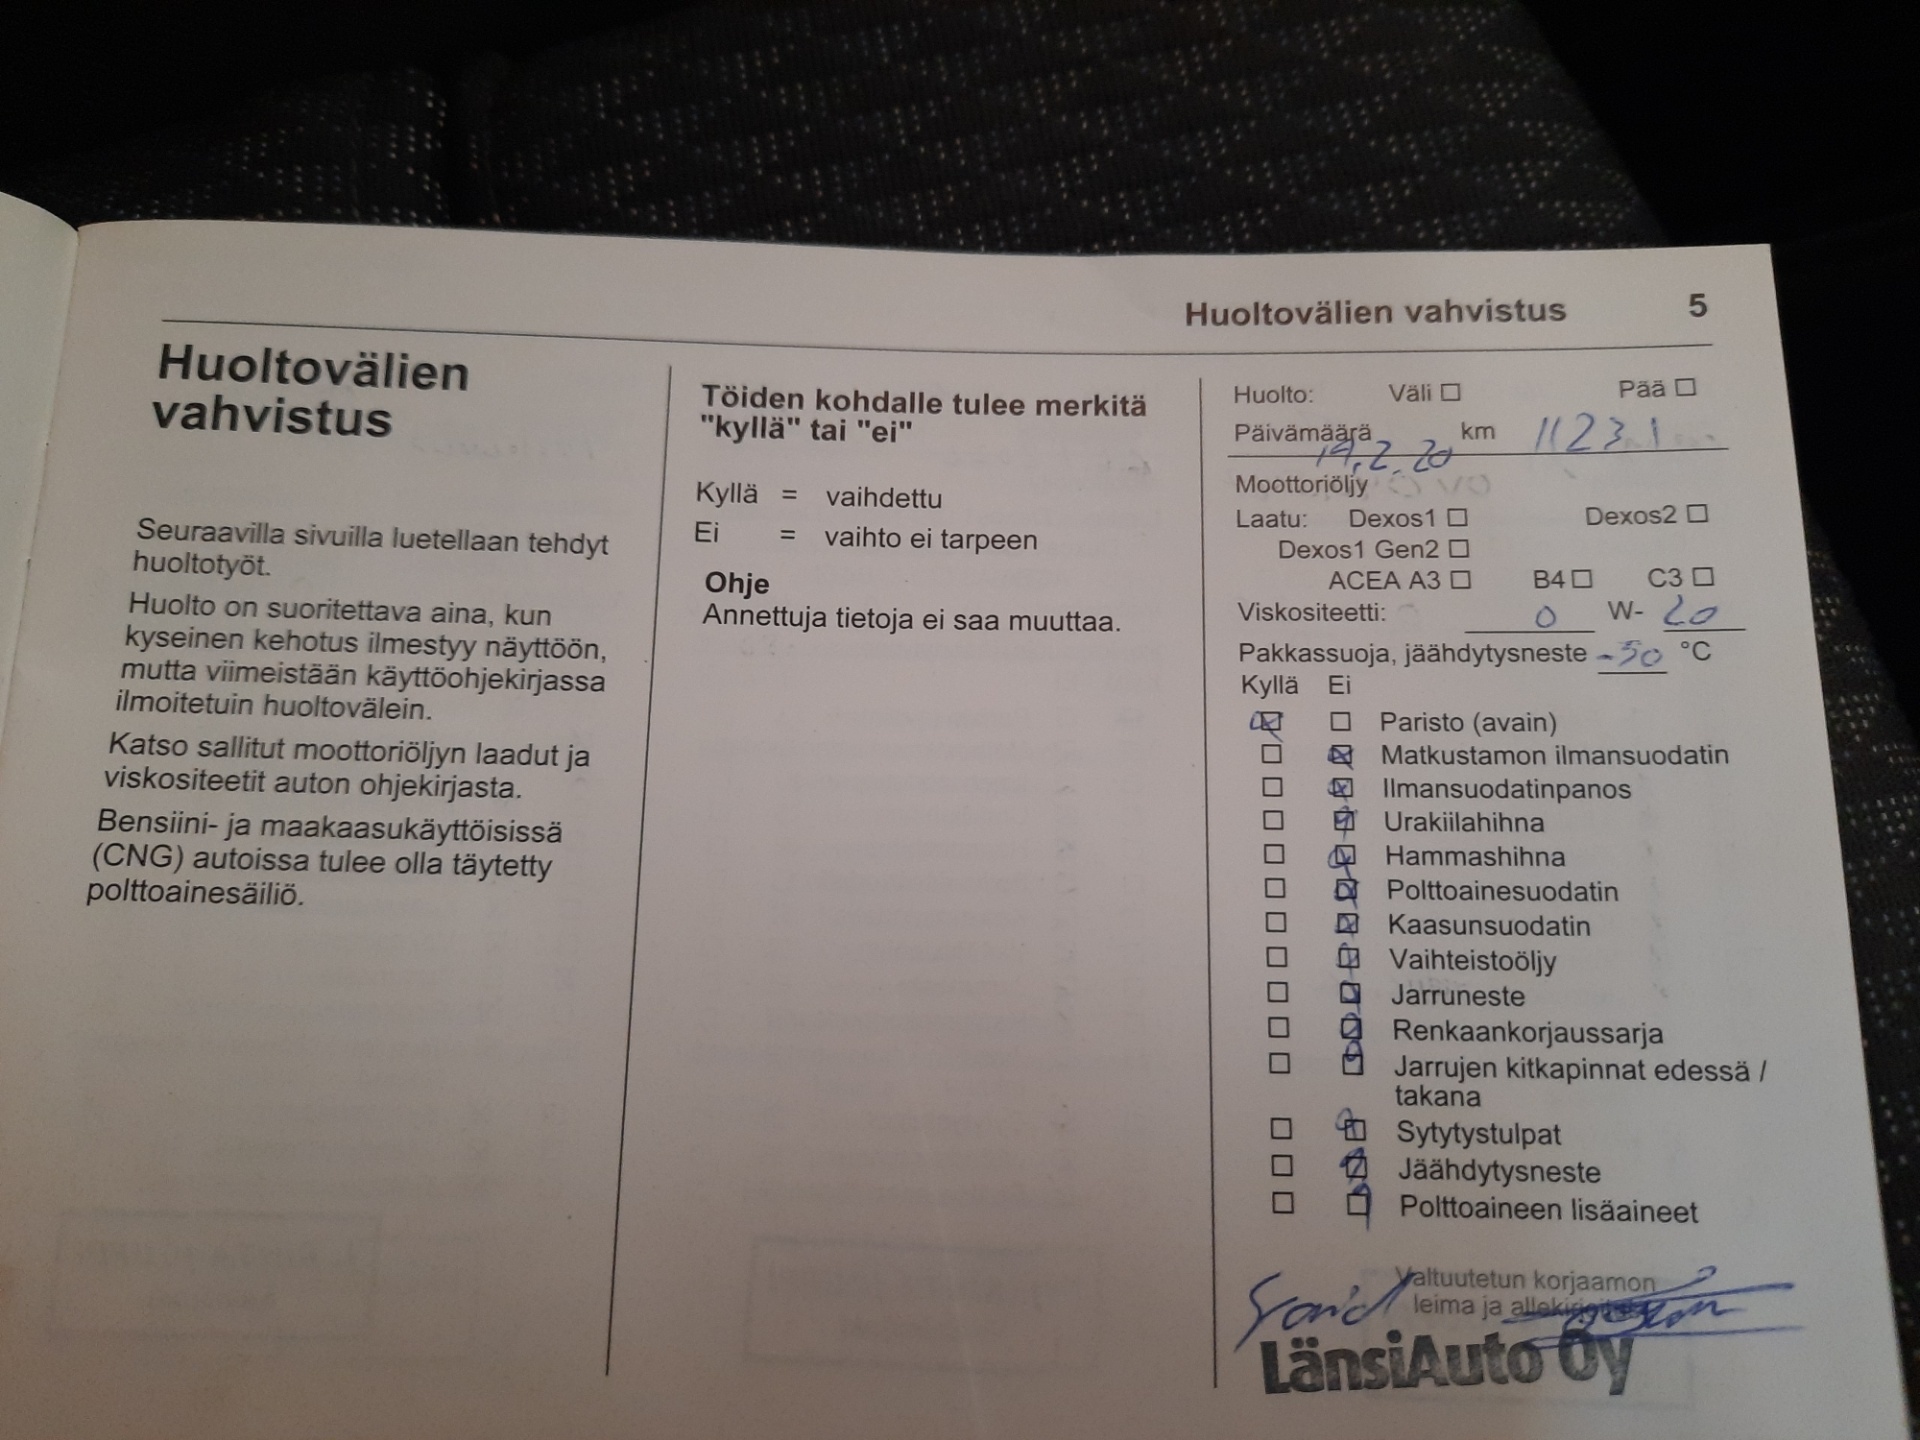 Huoltovälien vahvistus 5
Huoltovälien
vahvistus
Seuraavilla sivuilla luetellaan tehdyt
huoltotyöt.
Huolto on suoritettava aina, kun
kyseinen kehotus ilmestyy näyttöön,
mutta viimeistään käyttöohjekirjassa
ilmoitetuin huoltovälein.
Katso sallitut moottoriöljyn laadut ja
viskositeetit auton ohjekirjasta.
Bensiini- ja maakaasukäyttöisissä
(CNG) autoissa tulee olla täytetty
polttoainesäiliö.
Töiden kohdalle tulee merkitä
"kyllä" tai "ei"
Kyllä = vaihdettu
Ei = vaihto ei tarpeen
Ohje
Annettuja tietoja ei saa muuttaa.
Huolto: Väli Pää
Päivämäärä 19.2.20 km 11231
Moottoriöljy
Laatu: Dexos1 Dexos2
Dexos1 Gen2
ACEA A3 B4 C3
Viskositeetti: 0 W- 20
Pakkassuoja, jäähdytysneste -30 °C
Kyllä Ei
Paristo (avain)
Matkustamon ilmansuodatin
Ilmansuodatinpanos
Urakiilahihna
Hammashihna
Polttoainesuodatin
Kaasunsuodatin
Vaihteistoöljy
Jarruneste
Renkaankorjaussarja
Jarrujen kitkapinnat edessä /
takana
Sytytystulpat
Jäähdytysneste
Polttoaineen lisäaineet
Valtuutetun korjaamon
leima ja allekirjoitus
LänsiAuto Oy